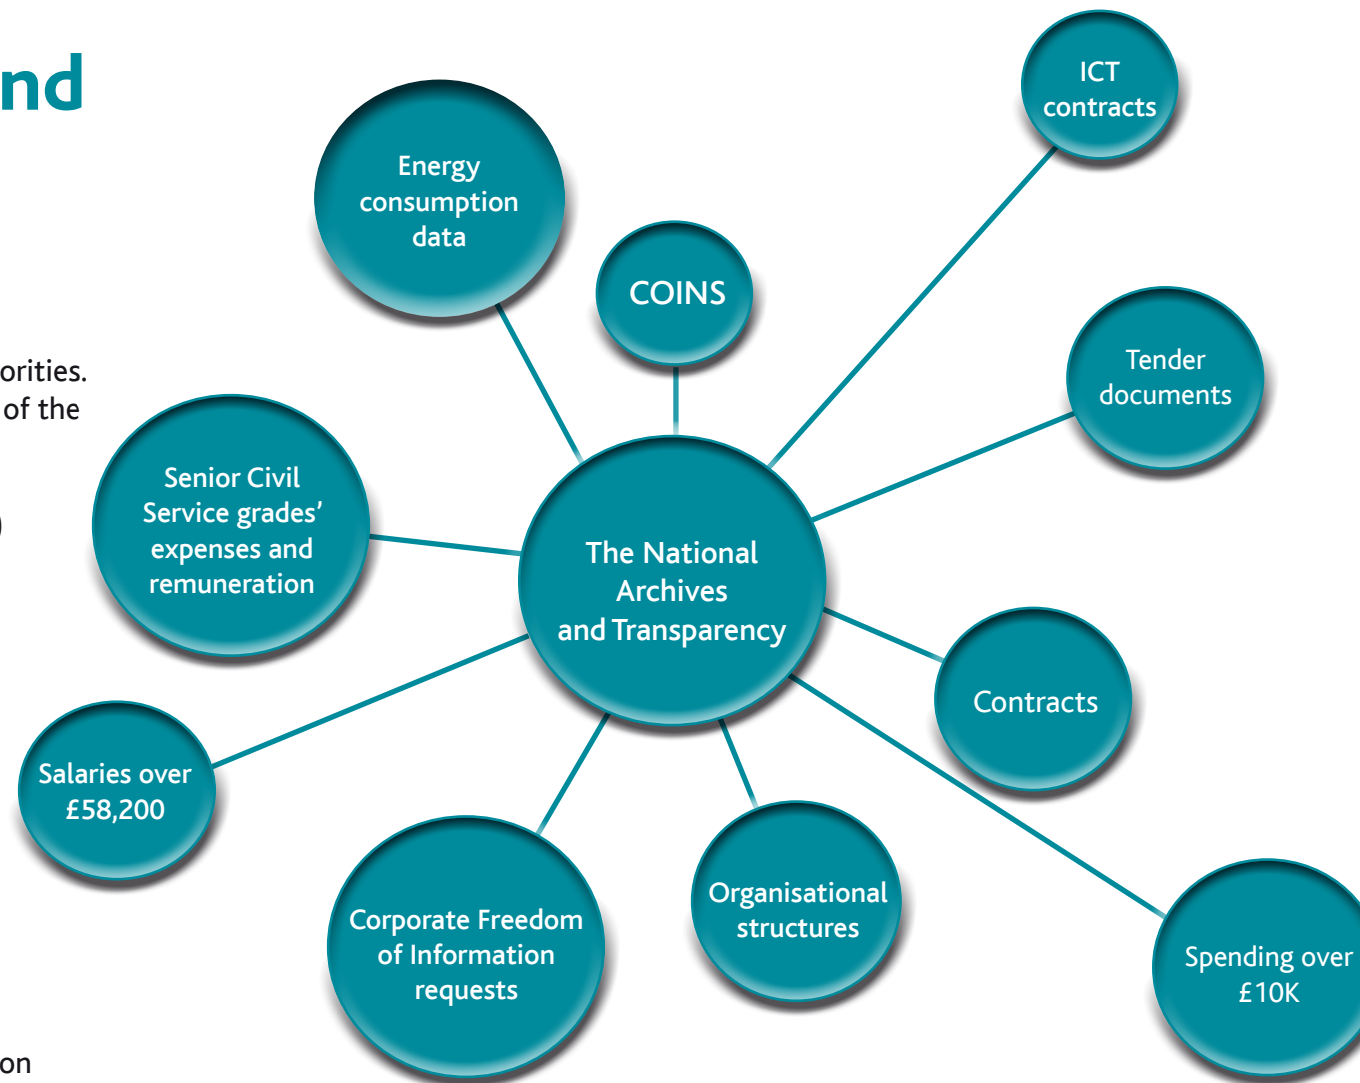 nd
orities.
of the
)
on
Energy
consumption
data
COINS
ICT
contracts
Tender
documents
Senior Civil
Service grades’
expenses and
remuneration
The National
Archives
and Transparency
Contracts
Salaries over
£58,200
Corporate Freedom
of Information
requests
Organisational
structures
Spending over
£10K